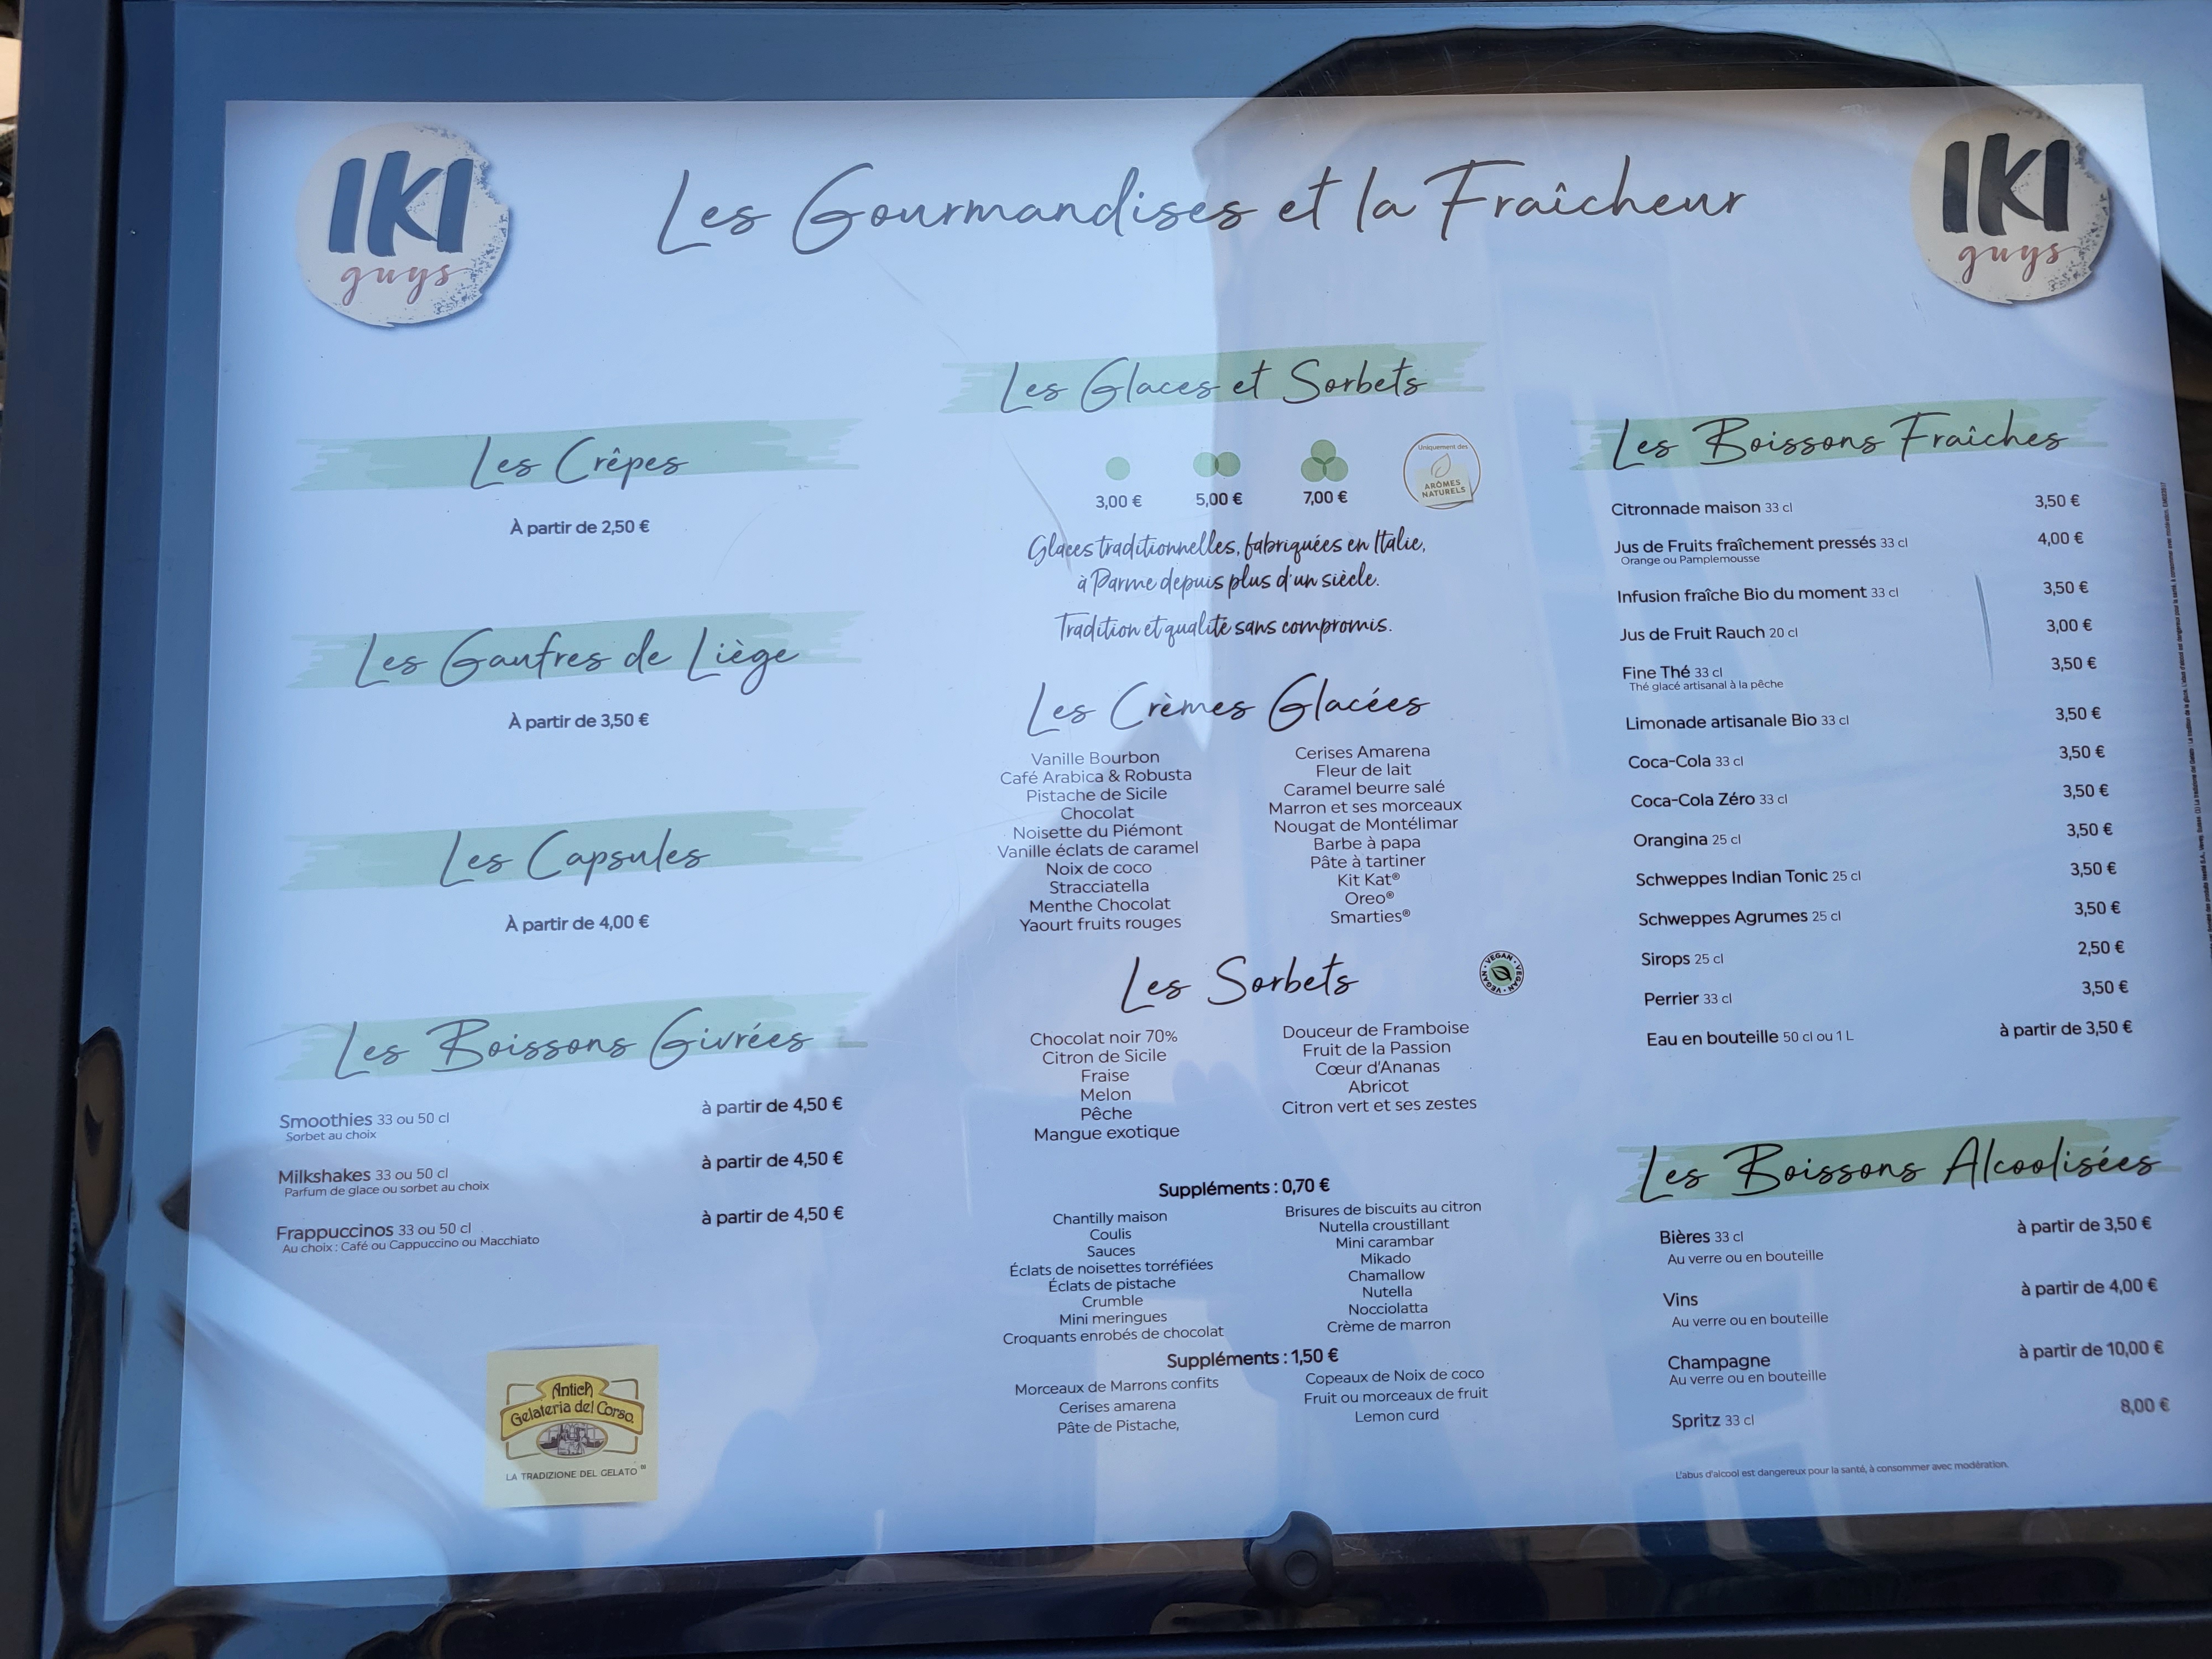 IKI
guys
Les Gourmandises et la Fraîcheur
IKI
guys
Les Crêpes
À partir de 2,50 €
Les Gaufres de Liège
À partir de 3,50 €
Les Capsules
À partir de 4,00 €
Les Boissons Givrées
Smoothies 33 ou 50 cl à partir de 4,50 €
Sorbet au choix
Milkshakes 33 ou 50 cl à partir de 4,50 €
Parfum de glace ou sorbet au choix
Frappuccinos 33 ou 50 cl à partir de 4,50 €
Au choix : Café ou Cappuccino ou Macchiato
Antica
Gelateria del Corso
LA TRADIZIONE DEL GELATO
Les Glaces et Sorbets
3,00 € 5,00 € 7,00 €
Uniquement des
ARÔMES
NATURELS
Glaces traditionnelles, fabriquées en Italie,
à Parme depuis plus d'un siècle.
Tradition et qualité sans compromis.
Les Crèmes Glacées
Vanille Bourbon
Café Arabica & Robusta
Pistache de Sicile
Chocolat
Noisette du Piémont
Vanille éclats de caramel
Noix de coco
Stracciatella
Menthe Chocolat
Yaourt fruits rouges
Cerises Amarena
Fleur de lait
Caramel beurre salé
Marron et ses morceaux
Nougat de Montélimar
Barbe à papa
Pâte à tartiner
Kit Kat®
Oreo®
Smarties®
Les Sorbets
VEGAN · VEGAN · VEGAN · VEGAN
Chocolat noir 70%
Citron de Sicile
Fraise
Melon
Pêche
Mangue exotique
Douceur de Framboise
Fruit de la Passion
Cœur d'Ananas
Abricot
Citron vert et ses zestes
Suppléments : 0,70 €
Chantilly maison
Coulis
Sauces
Éclats de noisettes torréfiées
Éclats de pistache
Crumble
Mini meringues
Croquants enrobés de chocolat
Brisures de biscuits au citron
Nutella croustillant
Mini carambar
Mikado
Chamallow
Nutella
Nocciolatta
Crème de marron
Suppléments : 1,50 €
Morceaux de Marrons confits
Cerises amarena
Pâte de Pistache,
Copeaux de Noix de coco
Fruit ou morceaux de fruit
Lemon curd
Les Boissons Fraîches
Citronnade maison 33 cl 3,50 €
Jus de Fruits fraîchement pressés 33 cl 4,00 €
Orange ou Pamplemousse
Infusion fraîche Bio du moment 33 cl 3,50 €
Jus de Fruit Rauch 20 cl 3,00 €
Fine Thé 33 cl 3,50 €
Thé glacé artisanal à la pêche
Limonade artisanale Bio 33 cl 3,50 €
Coca-Cola 33 cl 3,50 €
Coca-Cola Zéro 33 cl 3,50 €
Orangina 25 cl 3,50 €
Schweppes Indian Tonic 25 cl 3,50 €
Schweppes Agrumes 25 cl 3,50 €
Sirops 25 cl 2,50 €
Perrier 33 cl 3,50 €
Eau en bouteille 50 cl ou 1 L à partir de 3,50 €
Les Boissons Alcoolisées
Bières 33 cl à partir de 3,50 €
Au verre ou en bouteille
Vins à partir de 4,00 €
Au verre ou en bouteille
Champagne à partir de 10,00 €
Au verre ou en bouteille
Spritz 33 cl 8,00 €
L'abus d'alcool est dangereux pour la santé, à consommer avec modération.